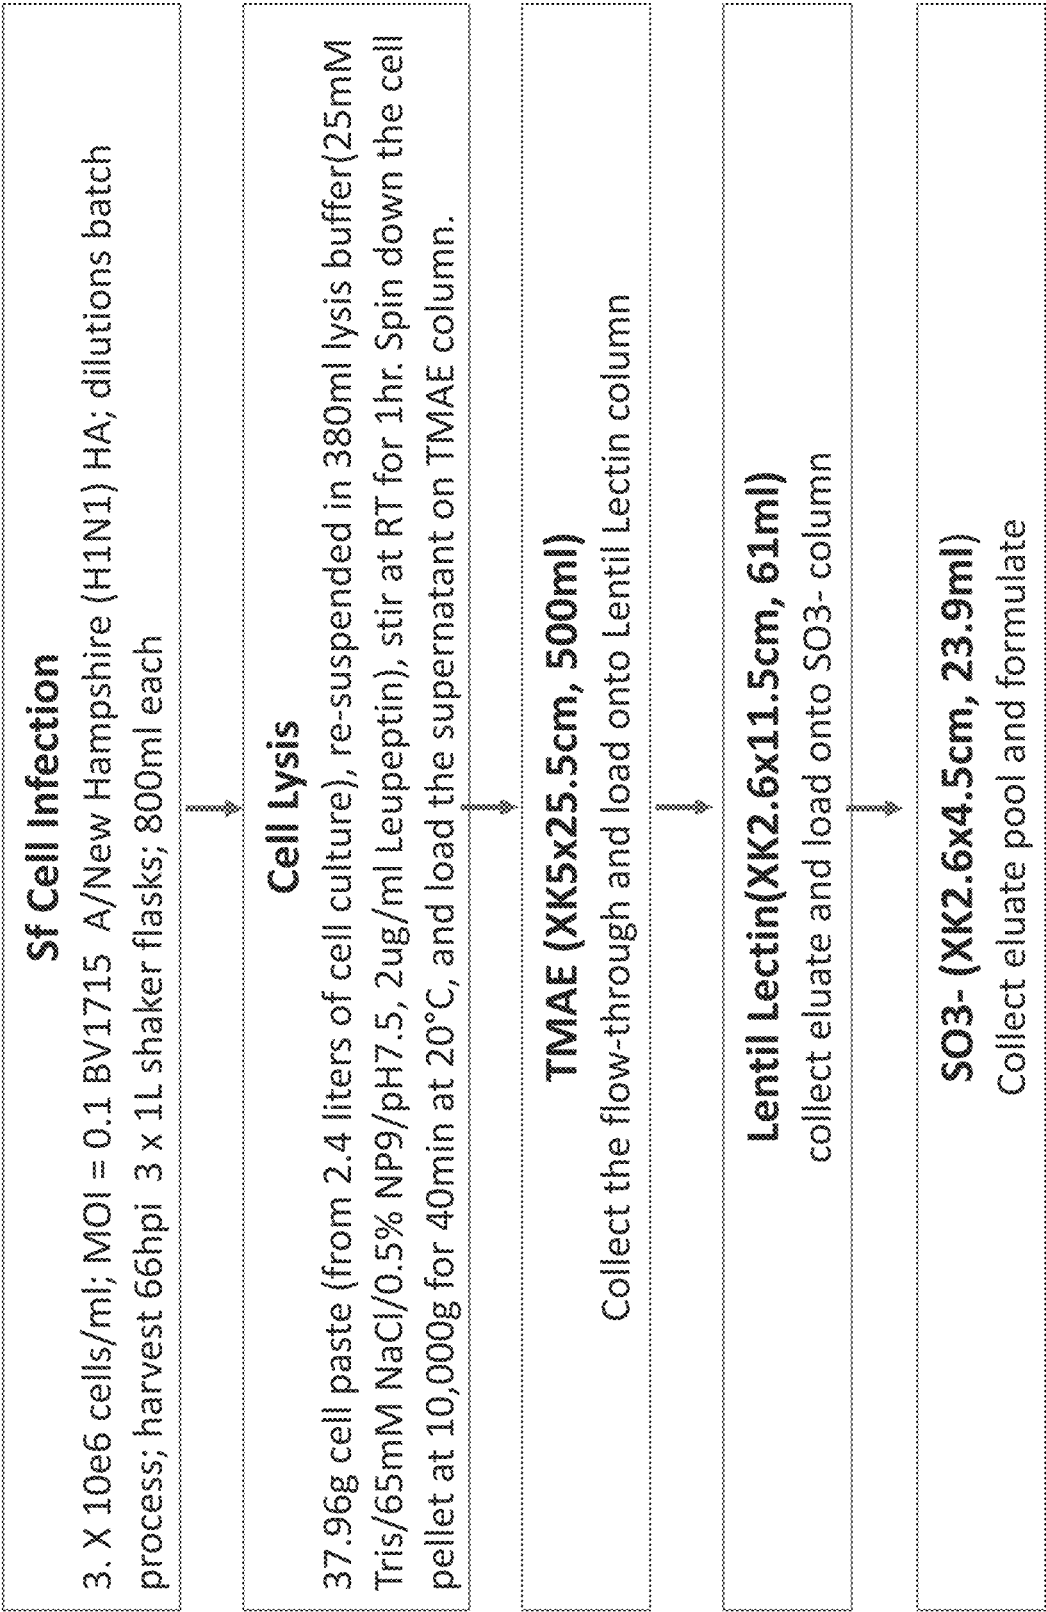 Sf Cell Infection
3. X 10e6 cells/ml; MOI = 0.1 BV1715 A/New Hampshire (H1N1) HA; dilutions batch
process; harvest 66hpi 3 x 1L shaker flasks; 800ml each
Cell Lysis
37.96g cell paste (from 2.4 liters of cell culture), re-suspended in 380ml lysis buffer(25mM
Tris/65mM NaCl/0.5% NP9/pH7.5, 2ug/ml Leupeptin), stir at RT for 1hr. Spin down the cell
pellet at 10,000g for 40min at 20°C, and load the supernatant on TMAE column.
TMAE (XK5x25.5cm, 500ml)
Collect the flow-through and load onto Lentil Lectin column
Lentil Lectin(XK2.6x11.5cm, 61ml)
collect eluate and load onto SO3- column
SO3- (XK2.6x4.5cm, 23.9ml)
Collect eluate pool and formulate